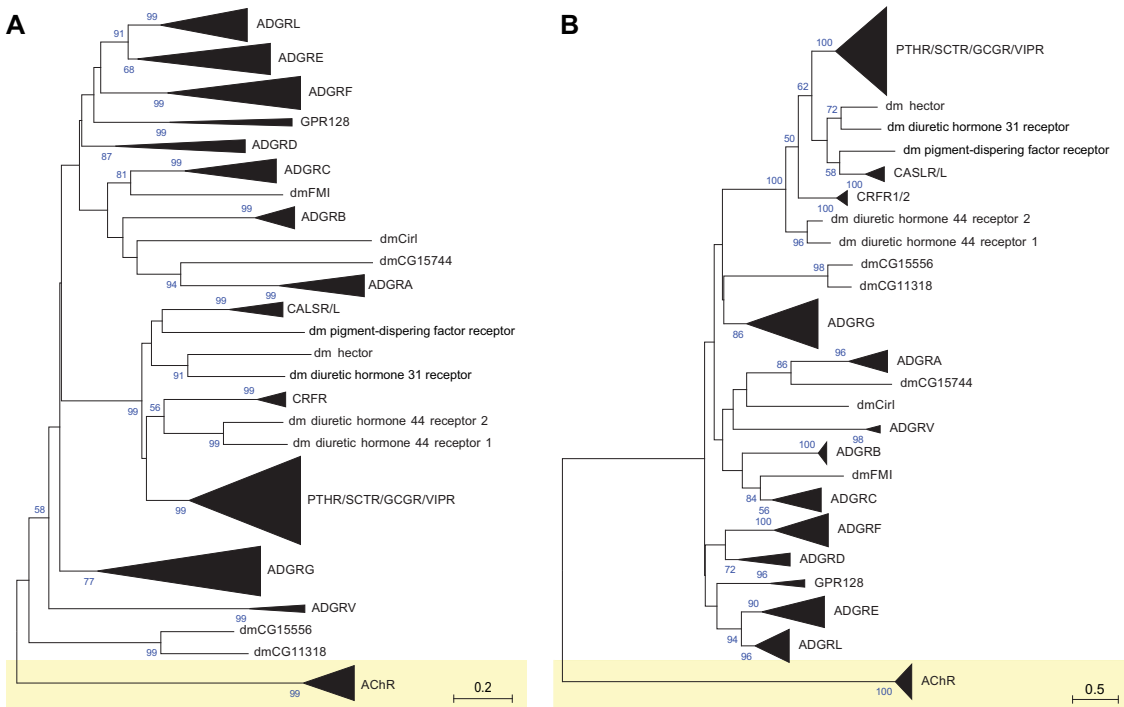 A
99
ADGRL
91
68
ADGRE
99
ADGRF
99
GPR128
87
ADGRD
99
ADGRC
81
dmFMI
99
ADGRB
dmCirl
dmCG15744
94
99
ADGRA
99
CALSR/L
dm pigment-dispering factor receptor
dm hector
91
dm diuretic hormone 31 receptor
99
99
CRFR
56
dm diuretic hormone 44 receptor 2
99
dm diuretic hormone 44 receptor 1
99
PTHR/SCTR/GCGR/VIPR
58
77
ADGRG
99
ADGRV
dmCG15556
99
dmCG11318
99
AChR
0.2
B
100
PTHR/SCTR/GCGR/VIPR
62
72
dm hector
dm diuretic hormone 31 receptor
50
dm pigment-dispering factor receptor
58
100
CASLR/L
100
100
CRFR1/2
dm diuretic hormone 44 receptor 2
96
dm diuretic hormone 44 receptor 1
98
dmCG15556
dmCG11318
86
ADGRG
96
ADGRA
86
dmCG15744
dmCirl
98
ADGRV
100
ADGRB
dmFMI
84
56
ADGRC
100
ADGRF
72
ADGRD
96
GPR128
90
ADGRE
94
96
ADGRL
100
AChR
0.5